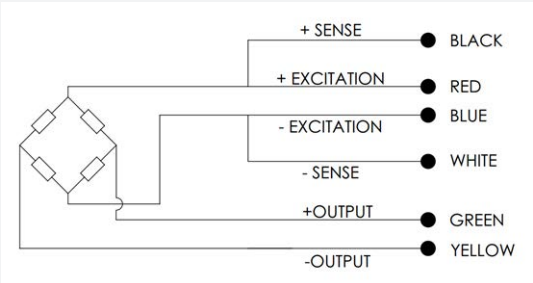 + SENSE BLACK
+ EXCITATION RED
- EXCITATION BLUE
- SENSE WHITE
+OUTPUT GREEN
-OUTPUT YELLOW